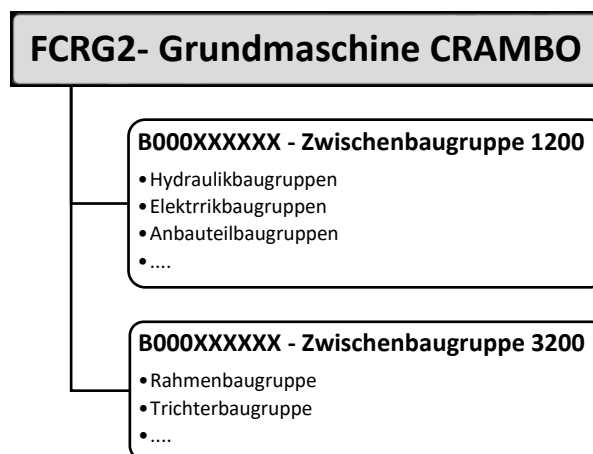 FCRG2- Grundmaschine CRAMBO
B000XXXXXX - Zwischenbaugruppe 1200
•Hydraulikbaugruppen
•Elektrrikbaugruppen
•Anbauteilbaugruppen
•....
B000XXXXXX - Zwischenbaugruppe 3200
•Rahmenbaugruppe
•Trichterbaugruppe
•....